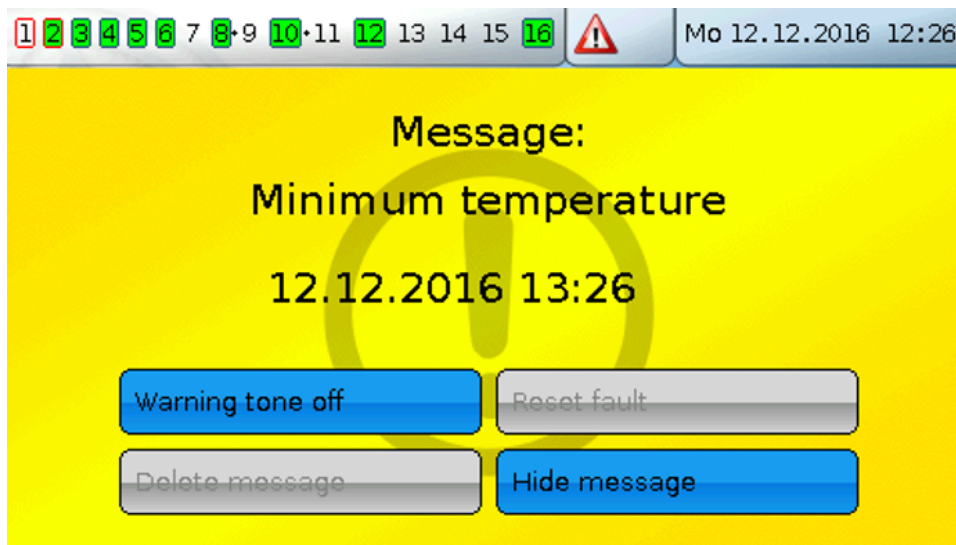 1 2 3 4 5 6 7 8·9 10·11 12 13 14 15 16 Mo 12.12.2016 12:26
Message:
Minimum temperature
12.12.2016 13:26
Warning tone off Reset fault
Delete message Hide message